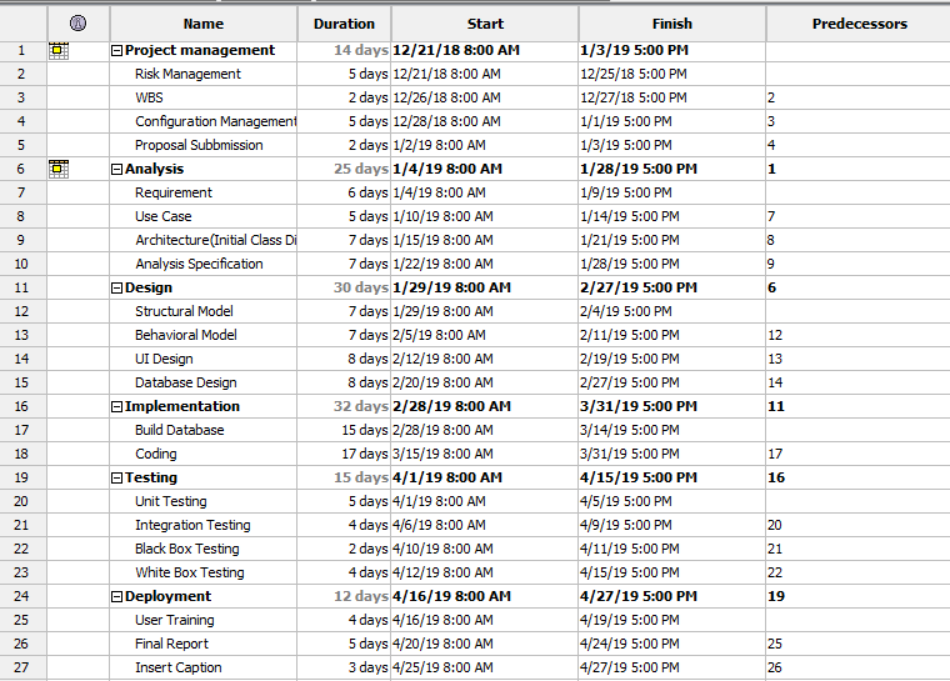 Name Duration Start Finish Predecessors
1 Project management 14 days 12/21/18 8:00 AM 1/3/19 5:00 PM
2 Risk Management 5 days 12/21/18 8:00 AM 12/25/18 5:00 PM
3 WBS 2 days 12/26/18 8:00 AM 12/27/18 5:00 PM 2
4 Configuration Management 5 days 12/28/18 8:00 AM 1/1/19 5:00 PM 3
5 Proposal Subbmission 2 days 1/2/19 8:00 AM 1/3/19 5:00 PM 4
6 Analysis 25 days 1/4/19 8:00 AM 1/28/19 5:00 PM 1
7 Requirement 6 days 1/4/19 8:00 AM 1/9/19 5:00 PM
8 Use Case 5 days 1/10/19 8:00 AM 1/14/19 5:00 PM 7
9 Architecture(Initial Class Di 7 days 1/15/19 8:00 AM 1/21/19 5:00 PM 8
10 Analysis Specification 7 days 1/22/19 8:00 AM 1/28/19 5:00 PM 9
11 Design 30 days 1/29/19 8:00 AM 2/27/19 5:00 PM 6
12 Structural Model 7 days 1/29/19 8:00 AM 2/4/19 5:00 PM
13 Behavioral Model 7 days 2/5/19 8:00 AM 2/11/19 5:00 PM 12
14 UI Design 8 days 2/12/19 8:00 AM 2/19/19 5:00 PM 13
15 Database Design 8 days 2/20/19 8:00 AM 2/27/19 5:00 PM 14
16 Implementation 32 days 2/28/19 8:00 AM 3/31/19 5:00 PM 11
17 Build Database 15 days 2/28/19 8:00 AM 3/14/19 5:00 PM
18 Coding 17 days 3/15/19 8:00 AM 3/31/19 5:00 PM 17
19 Testing 15 days 4/1/19 8:00 AM 4/15/19 5:00 PM 16
20 Unit Testing 5 days 4/1/19 8:00 AM 4/5/19 5:00 PM
21 Integration Testing 4 days 4/6/19 8:00 AM 4/9/19 5:00 PM 20
22 Black Box Testing 2 days 4/10/19 8:00 AM 4/11/19 5:00 PM 21
23 White Box Testing 4 days 4/12/19 8:00 AM 4/15/19 5:00 PM 22
24 Deployment 12 days 4/16/19 8:00 AM 4/27/19 5:00 PM 19
25 User Training 4 days 4/16/19 8:00 AM 4/19/19 5:00 PM
26 Final Report 5 days 4/20/19 8:00 AM 4/24/19 5:00 PM 25
27 Insert Caption 3 days 4/25/19 8:00 AM 4/27/19 5:00 PM 26